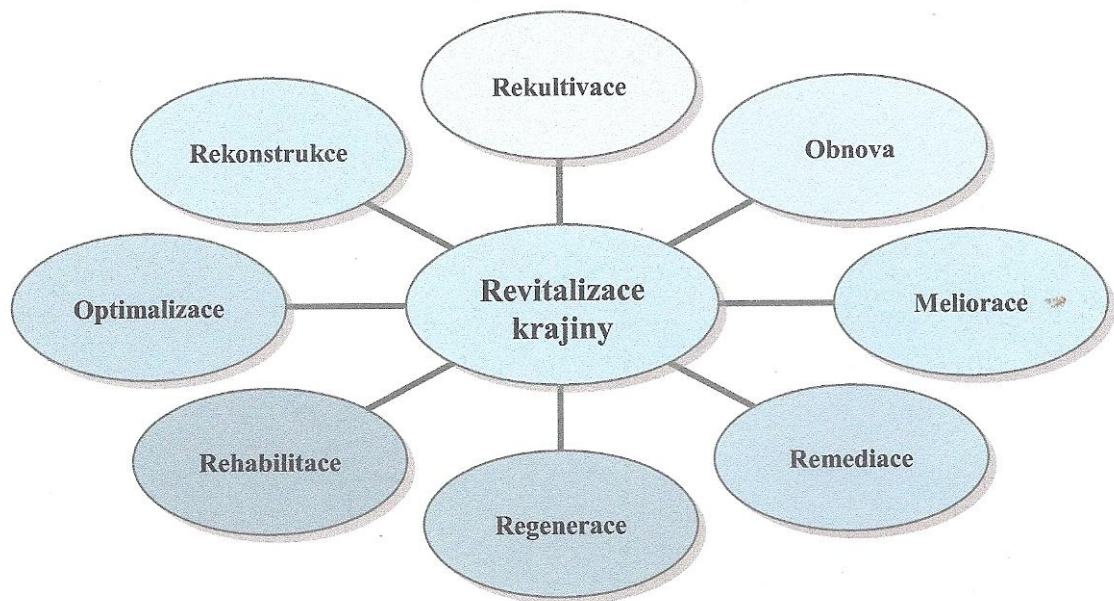 Rekultivace
Rekonstrukce
Obnova
Optimalizace
Revitalizace
krajiny
Meliorace
Rehabilitace
Remediace
Regenerace